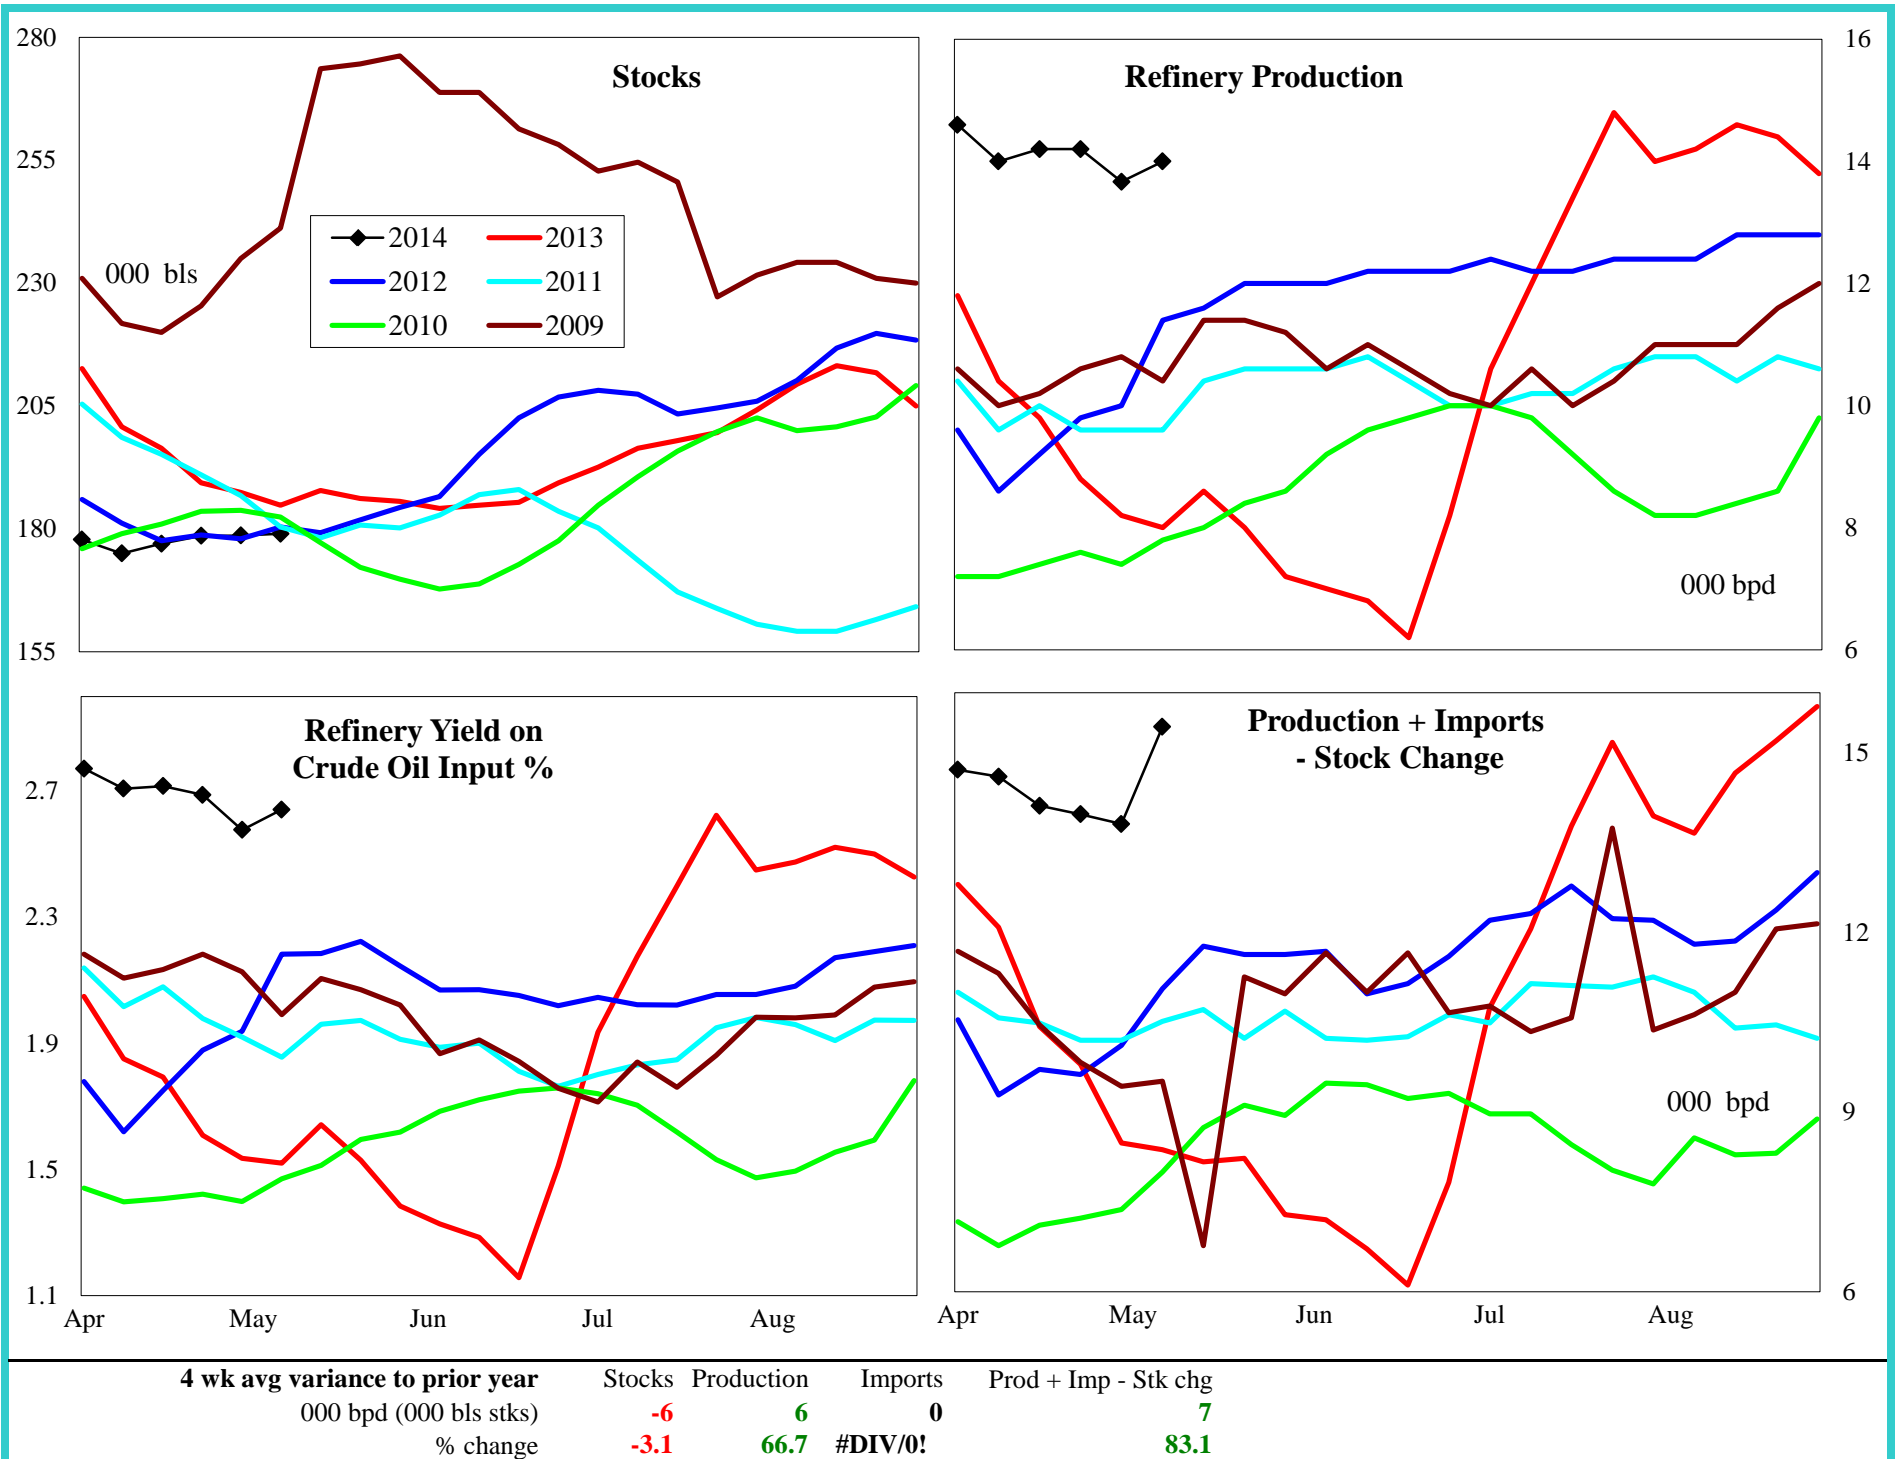 Stocks
280
255
230
205
180
155
000 bls
2014 2013
2012 2011
2010 2009
Refinery Production
16
14
12
10
8
6
000 bpd
Refinery Yield on
Crude Oil Input %
2.7
2.3
1.9
1.5
1.1
Apr May Jun Jul Aug
Production + Imports
- Stock Change
15
12
9
6
000 bpd
Apr May Jun Jul Aug
4 wk avg variance to prior year Stocks Production Imports Prod + Imp - Stk chg
000 bpd (000 bls stks) -6 6 0 7
% change -3.1 66.7 #DIV/0! 83.1